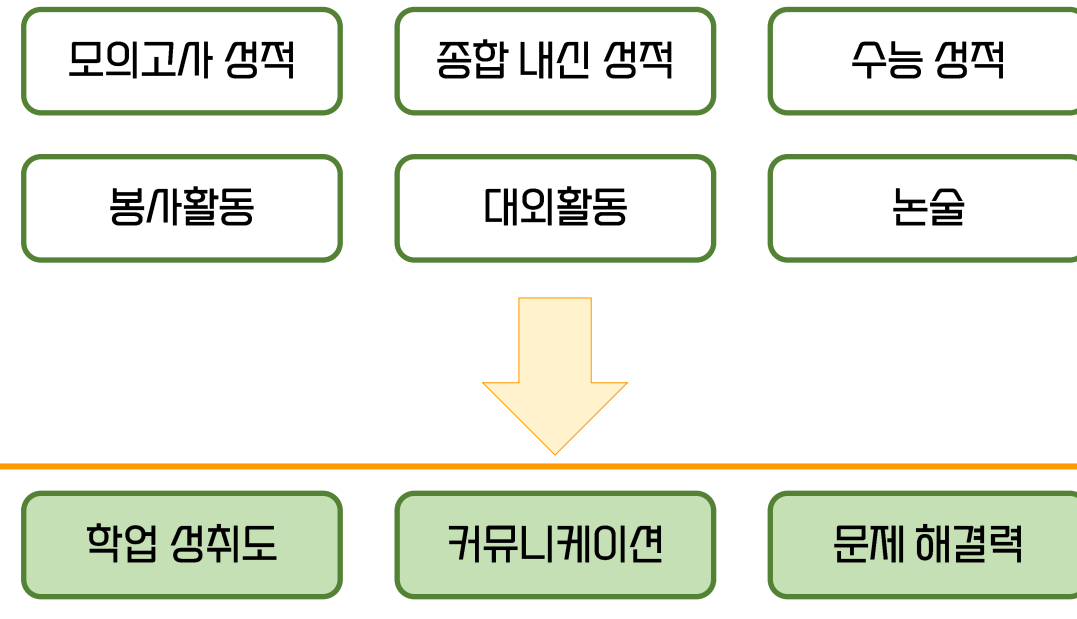 모의고사 성적
종합 내신 성적
수능 성적
봉사활동
대외활동
논술
학업 성취도
커뮤니케이션
문제 해결력